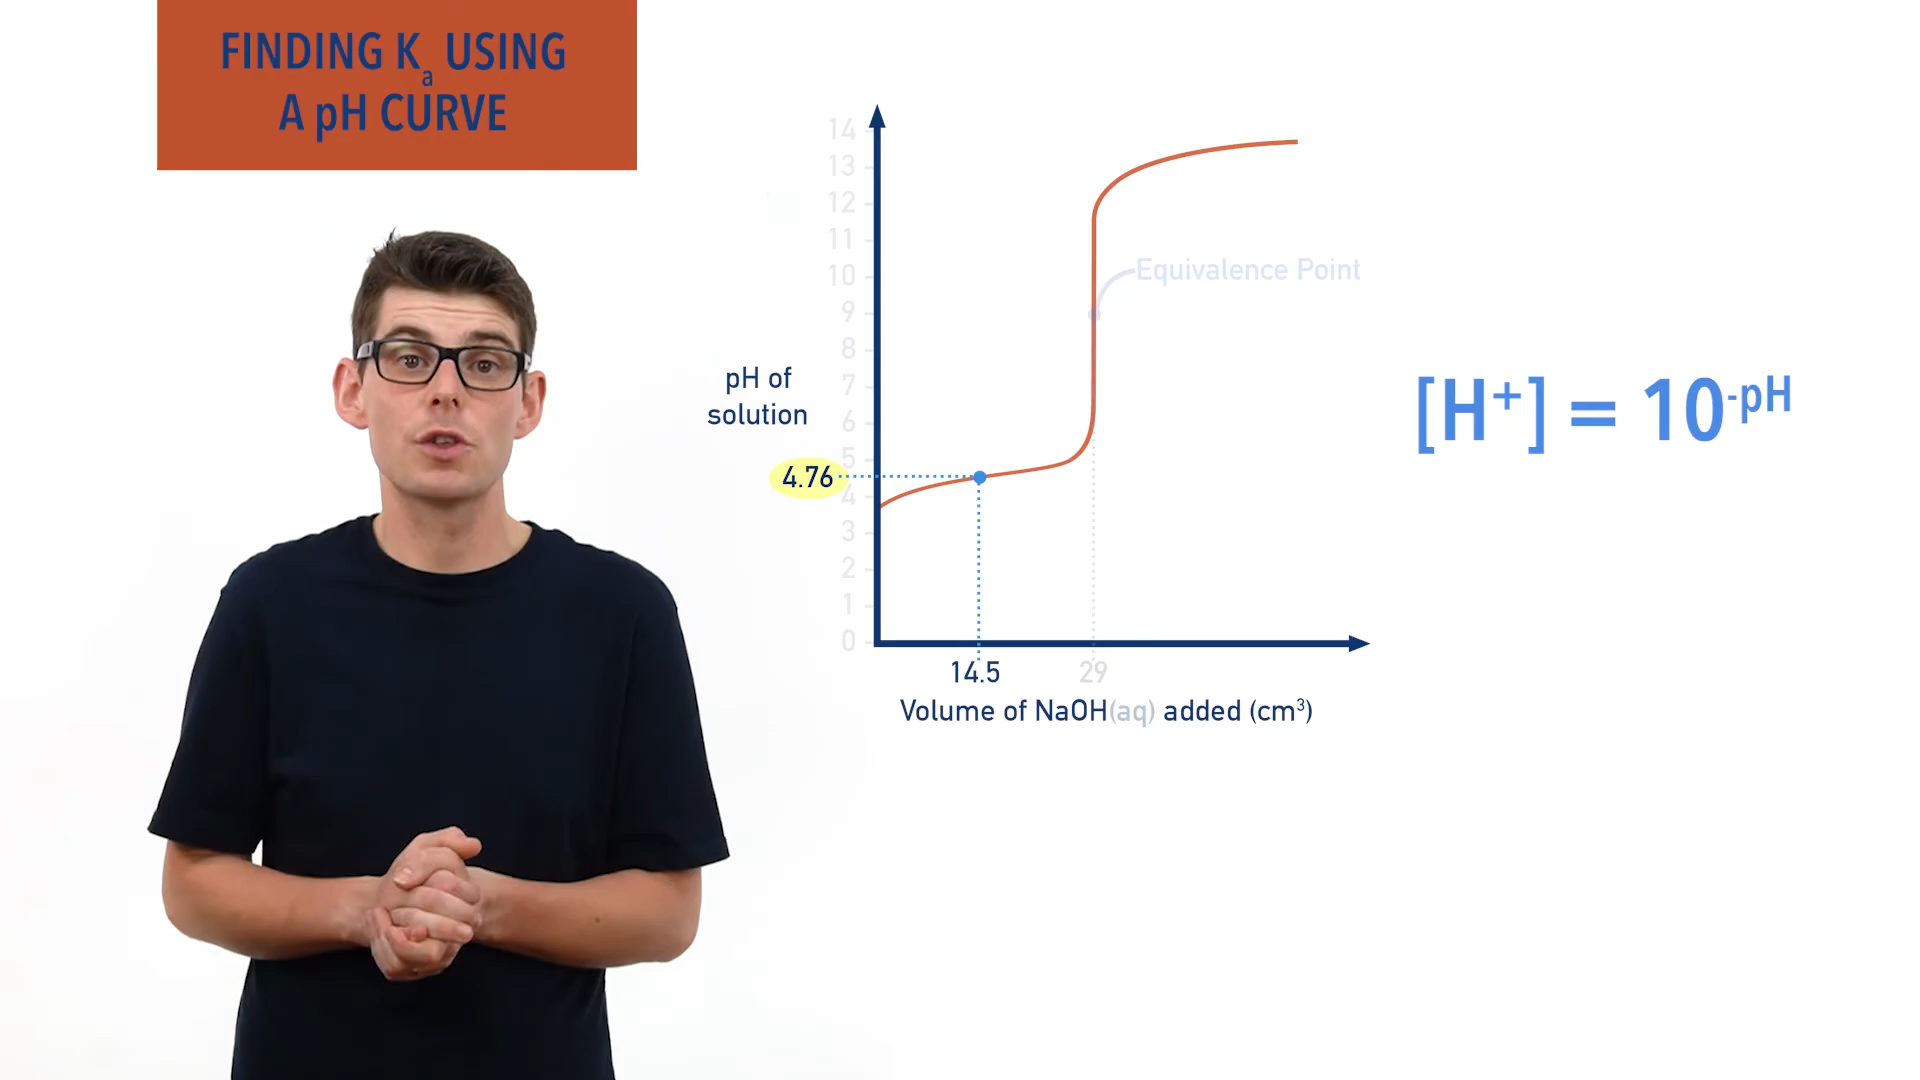 FINDING Kₐ USING
A pH CURVE
14
13
12
11
10
9
8
7
6
5
4
3
2
1
0
pH of
solution
4.76
Equivalence Point
[H⁺] = 10⁻ᵖᴴ
14.5
29
Volume of NaOH(aq) added (cm³)